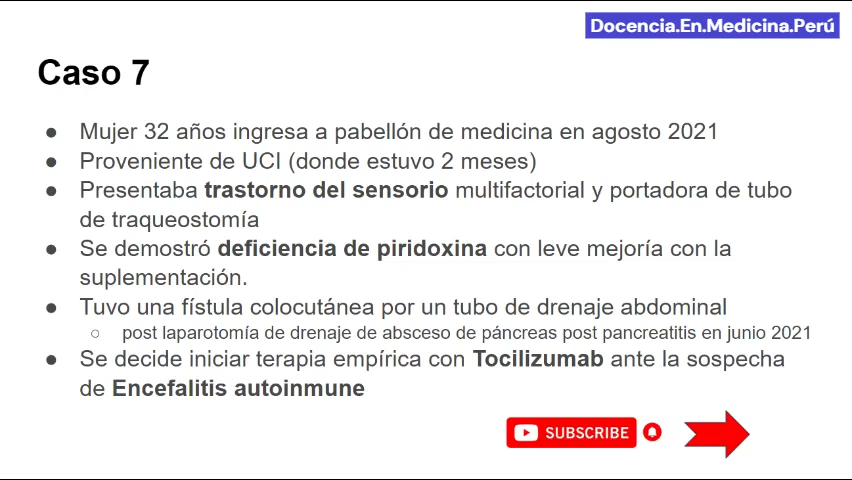 Docencia.En.Medicina.Perú
Caso 7
● Mujer 32 años ingresa a pabellón de medicina en agosto 2021
● Proveniente de UCI (donde estuvo 2 meses)
● Presentaba trastorno del sensorio multifactorial y portadora de tubo
de traqueostomía
● Se demostró deficiencia de piridoxina con leve mejoría con la
suplementación.
● Tuvo una fístula colocutánea por un tubo de drenaje abdominal
○ post laparotomía de drenaje de absceso de páncreas post pancreatitis en junio 2021
● Se decide iniciar terapia empírica con Tocilizumab ante la sospecha
de Encefalitis autoinmune
SUBSCRIBE